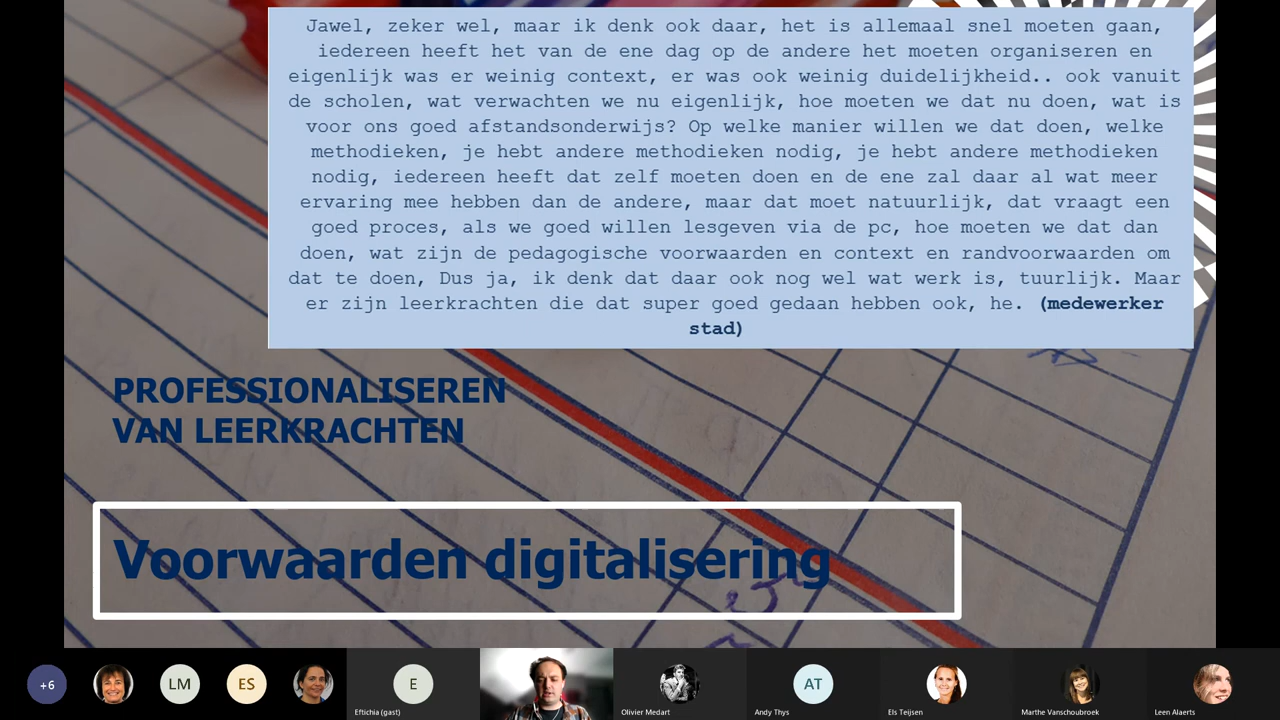 Jawel, zeker wel, maar ik denk ook daar, het is allemaal snel moeten gaan,
iedereen heeft het van de ene dag op de andere het moeten organiseren en
eigenlijk was er weinig context, er was ook weinig duidelijkheid.. ook vanuit
de scholen, wat verwachten we nu eigenlijk, hoe moeten we dat nu doen, wat is
voor ons goed afstandsonderwijs? Op welke manier willen we dat doen, welke
methodieken, je hebt andere methodieken nodig, je hebt andere methodieken
nodig, iedereen heeft dat zelf moeten doen en de ene zal daar al wat meer
ervaring mee hebben dan de andere, maar dat moet natuurlijk, dat vraagt een
goed proces, als we goed willen lesgeven via de pc, hoe moeten we dat dan
doen, wat zijn de pedagogische voorwaarden en context en randvoorwaarden om
dat te doen, Dus ja, ik denk dat daar ook nog wel wat werk is, tuurlijk. Maar
er zijn leerkrachten die dat super goed gedaan hebben ook, he. (medewerker
stad)
PROFESSIONALISEREN
VAN LEERKRACHTEN
Voorwaarden digitalisering
+6
LM
ES
E
AT
Eftichia (gast)
Olivier Medart
Andy Thys
Els Teijsen
Marthe Vanschoubroek
Leen Alaerts